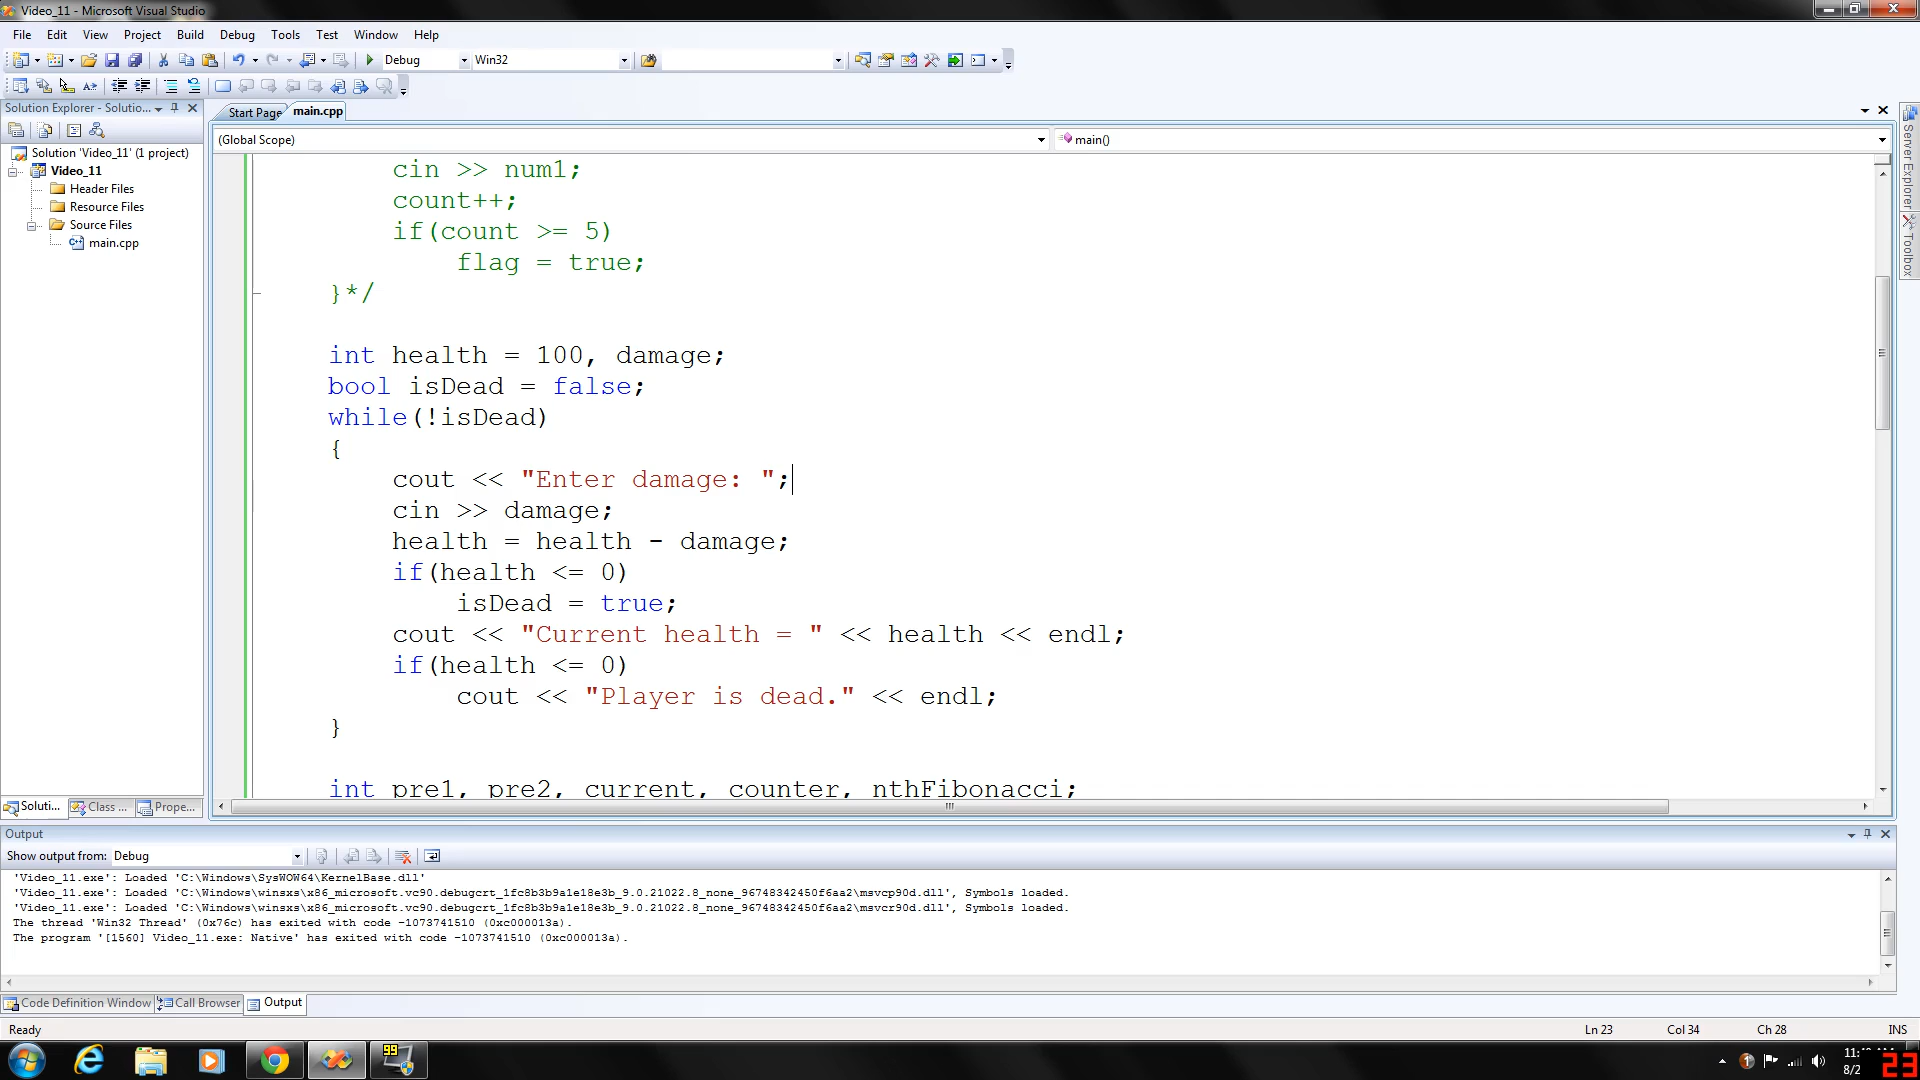 Video_11 - Microsoft Visual Studio
File Edit View Project Build Debug Tools Test Window Help
Debug Win32
Solution Explorer - Solutio...
Start Page main.cpp
(Global Scope) main()
Solution 'Video_11' (1 project)
Video_11
Header Files
Resource Files
Source Files
main.cpp
cin >> num1;
count++;
if(count >= 5)
flag = true;
}*/
int health = 100, damage;
bool isDead = false;
while(!isDead)
{
cout << "Enter damage: ";
cin >> damage;
health = health - damage;
if(health <= 0)
isDead = true;
cout << "Current health = " << health << endl;
if(health <= 0)
cout << "Player is dead." << endl;
}
int pre1, pre2, current, counter, nthFibonacci;
Server Explorer
Toolbox
Soluti... Class ... Prope...
Output
Show output from: Debug
'Video_11.exe': Loaded 'C:\Windows\SysWOW64\KernelBase.dll'
'Video_11.exe': Loaded 'C:\Windows\winsxs\x86_microsoft.vc90.debugcrt_1fc8b3b9a1e18e3b_9.0.21022.8_none_96748342450f6aa2\msvcp90d.dll', Symbols loaded.
'Video_11.exe': Loaded 'C:\Windows\winsxs\x86_microsoft.vc90.debugcrt_1fc8b3b9a1e18e3b_9.0.21022.8_none_96748342450f6aa2\msvcr90d.dll', Symbols loaded.
The thread 'Win32 Thread' (0x76c) has exited with code -1073741510 (0xc000013a).
The program '[1560] Video_11.exe: Native' has exited with code -1073741510 (0xc000013a).
Code Definition Window Call Browser Output
Ready Ln 23 Col 34 Ch 28 INS
99
23